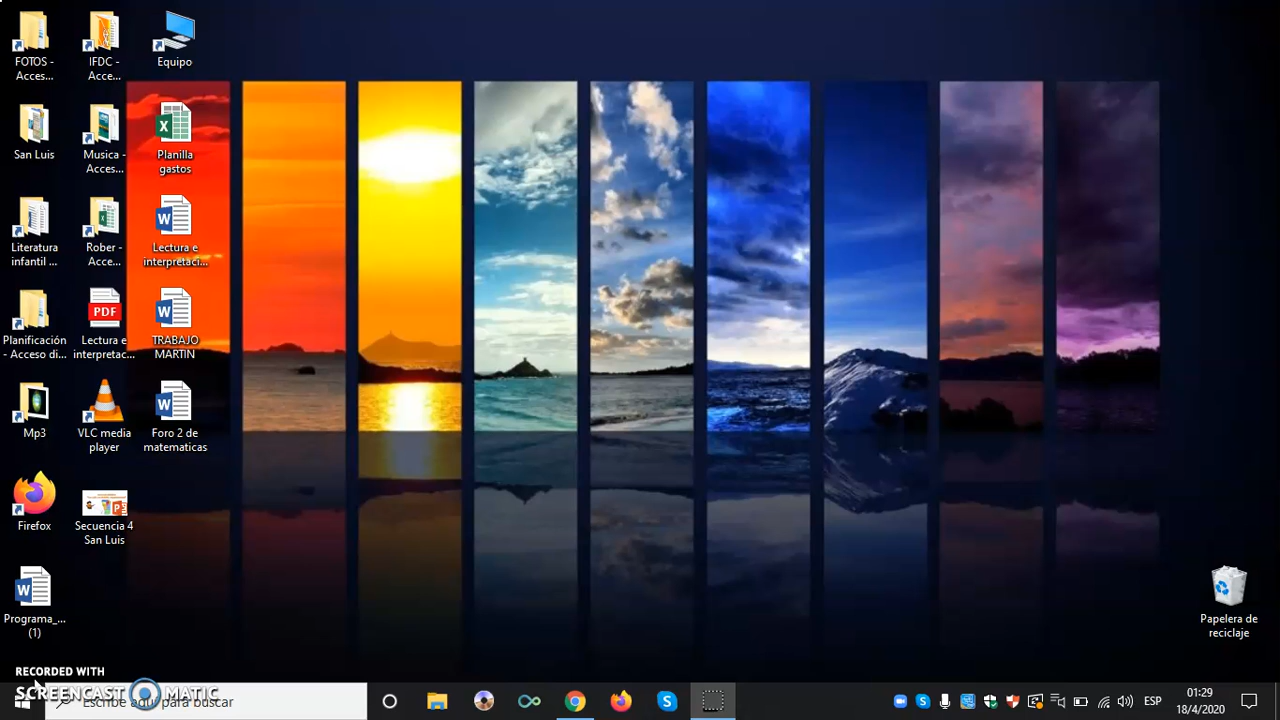 FOTOS -
Acces...
IFDC -
Acce...
Equipo
San Luis
Musica -
Acces...
Planilla
gastos
Literatura
infantil ...
Rober -
Acce...
Lectura e
interpretaci...
Planificación
- Acceso di...
PDF
Lectura e
interpretac...
TRABAJO
MARTIN
Mp3
VLC media
player
Foro 2 de
matematicas
Firefox
Secuencia 4
San Luis
Programa_...
(1)
Papelera de
reciclaje
RECORDED WITH
SCREENCAST MATIC
Escribe aquí para buscar
ESP
01:29
18/4/2020